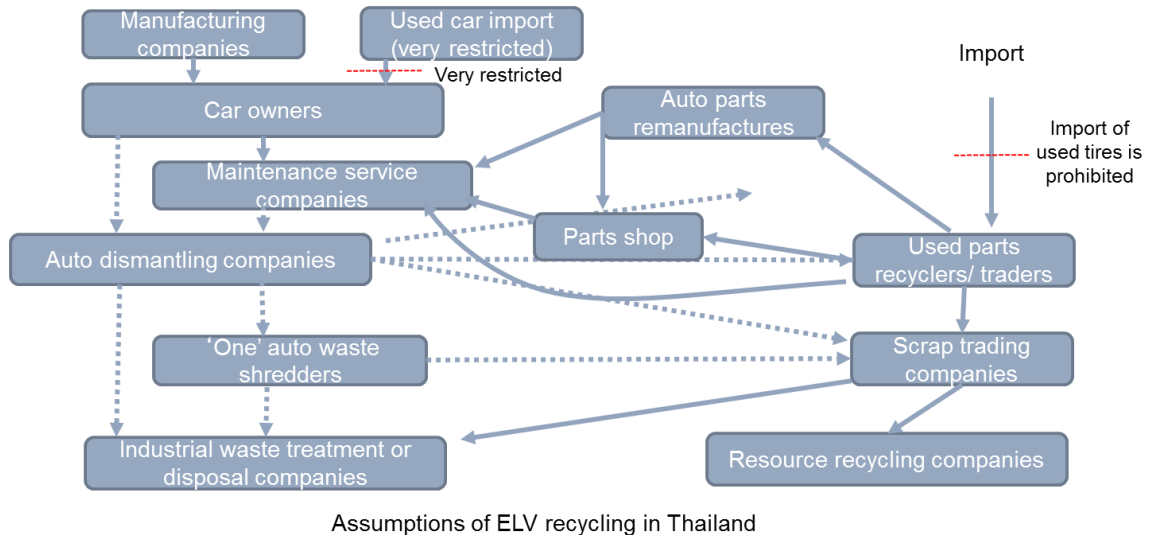 Manufacturing
companies
Used car import
(very restricted)
Very restricted
Import
Car owners
Auto parts
remanufactures
Import of
used tires is
prohibited
Maintenance service
companies
Parts shop
Used parts
recyclers/ traders
Auto dismantling companies
‘One’ auto waste
shredders
Scrap trading
companies
Industrial waste treatment or
disposal companies
Resource recycling companies
Assumptions of ELV recycling in Thailand